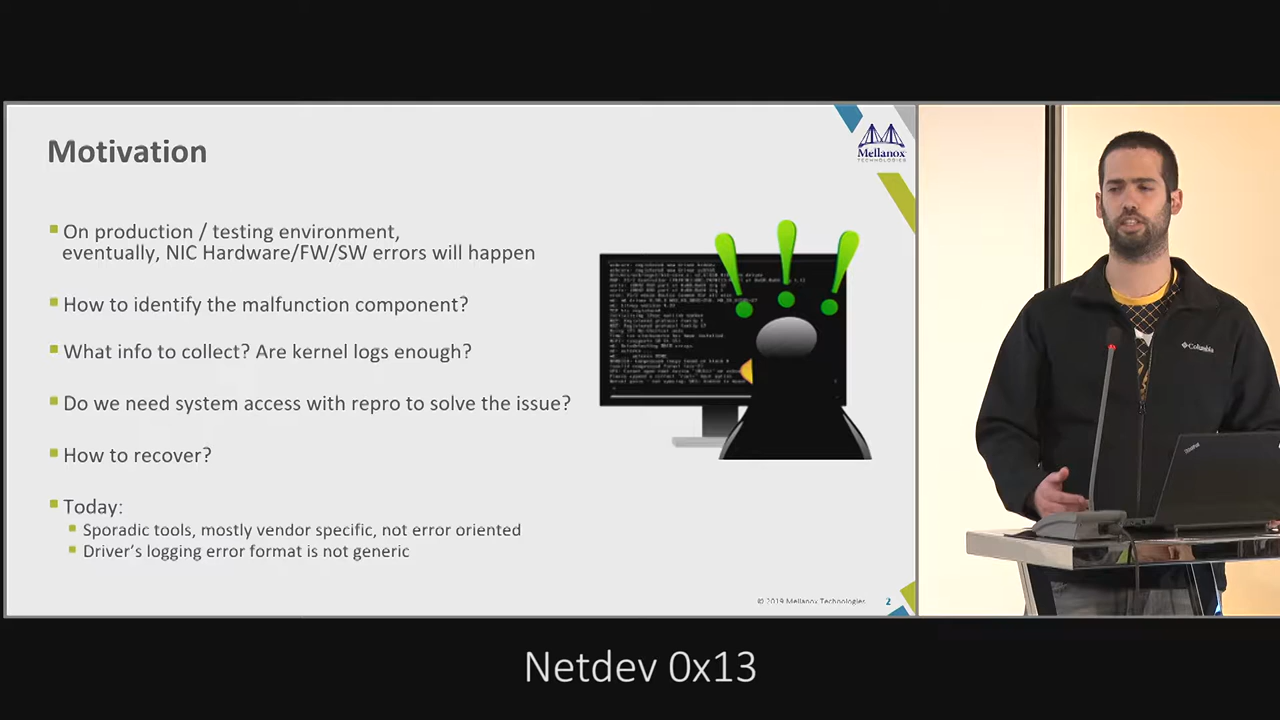 Motivation
Mellanox
TECHNOLOGIES
On production / testing environment,
eventually, NIC Hardware/FW/SW errors will happen
How to identify the malfunction component?
What info to collect? Are kernel logs enough?
Do we need system access with repro to solve the issue?
How to recover?
Today:
Sporadic tools, mostly vendor specific, not error oriented
Driver's logging error format is not generic
© 2019 Mellanox Technologies
2
Columbia
ThinkPad
Netdev 0x13